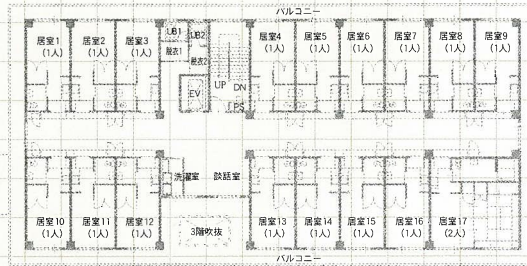 バルコニー
居室1
(1人)
居室2
(1人)
居室3
(1人)
UB1
UB2
脱衣1
脱衣2
EV
UP
DN
PS
居室4
(1人)
居室5
(1人)
居室6
(1人)
居室7
(1人)
居室8
(1人)
居室9
(1人)
居室10
(1人)
居室11
(1人)
居室12
(1人)
洗濯室
談話室
3階吹抜
居室13
(1人)
居室14
(1人)
居室15
(1人)
居室16
(1人)
居室17
(2人)
バルコニー